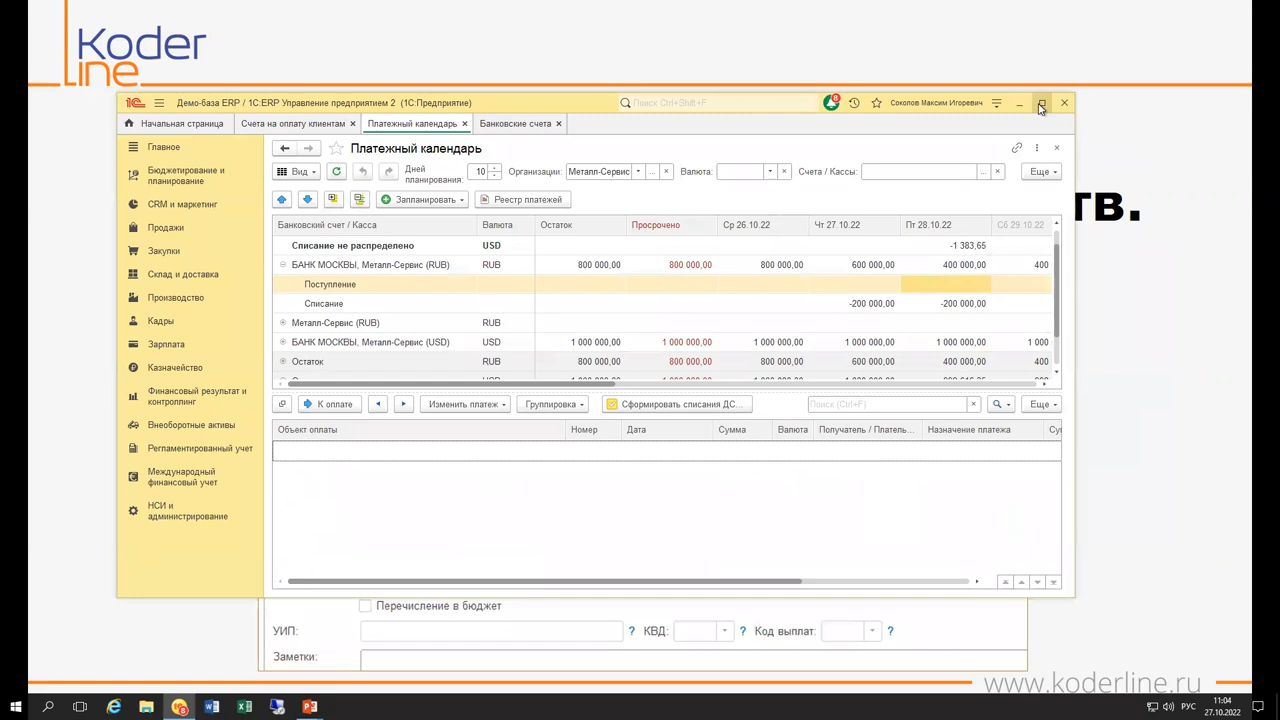 Koder
line
Демо-база ERP / 1С:ERP Управление предприятием 2 (1С:Предприятие)
Поиск Ctrl+Shift+F
8
Соколов Максим Игоревич
Начальная страница
Счета на оплату клиентам
Платежный календарь
Банковские счета
Главное
Бюджетирование и
планирование
CRM и маркетинг
Продажи
Закупки
Склад и доставка
Производство
Кадры
Зарплата
Казначейство
Финансовый результат и
контроллинг
Внеоборотные активы
Регламентированный учет
Международный
финансовый учет
НСИ и
администрирование
Платежный календарь
Вид
Дней
планирования:
10
Организации:
Металл-Сервис
Валюта:
Счета / Кассы:
Еще
Запланировать
Реестр платежей
тв.
Банковский счет / Касса Валюта Остаток Просрочено Ср 26.10.22 Чт 27.10.22 Пт 28.10.22 Сб 29.10.22
Списание не распределено USD -1 383,65
БАНК МОСКВЫ, Металл-Сервис (RUB) RUB 800 000,00 800 000,00 800 000,00 600 000,00 400 000,00 400
Поступление
Списание -200 000,00 -200 000,00
Металл-Сервис (RUB) RUB
БАНК МОСКВЫ, Металл-Сервис (USD) USD 1 000 000,00 1 000 000,00 1 000 000,00 1 000 000,00 1 000 000,00 1 000
Остаток RUB 800 000,00 800 000,00 800 000,00 600 000,00 400 000,00 400
К оплате
Изменить платеж
Группировка
Сформировать списания ДС...
Поиск (Ctrl+F)
Еще
Объект оплаты Номер Дата Сумма Валюта Получатель / Платель... Назначение платежа Су
Перечисление в бюджет
УИП: ? КВД: ? Код выплат: ?
Заметки:
www.koderline.ru
РУС
11:04
27.10.2022